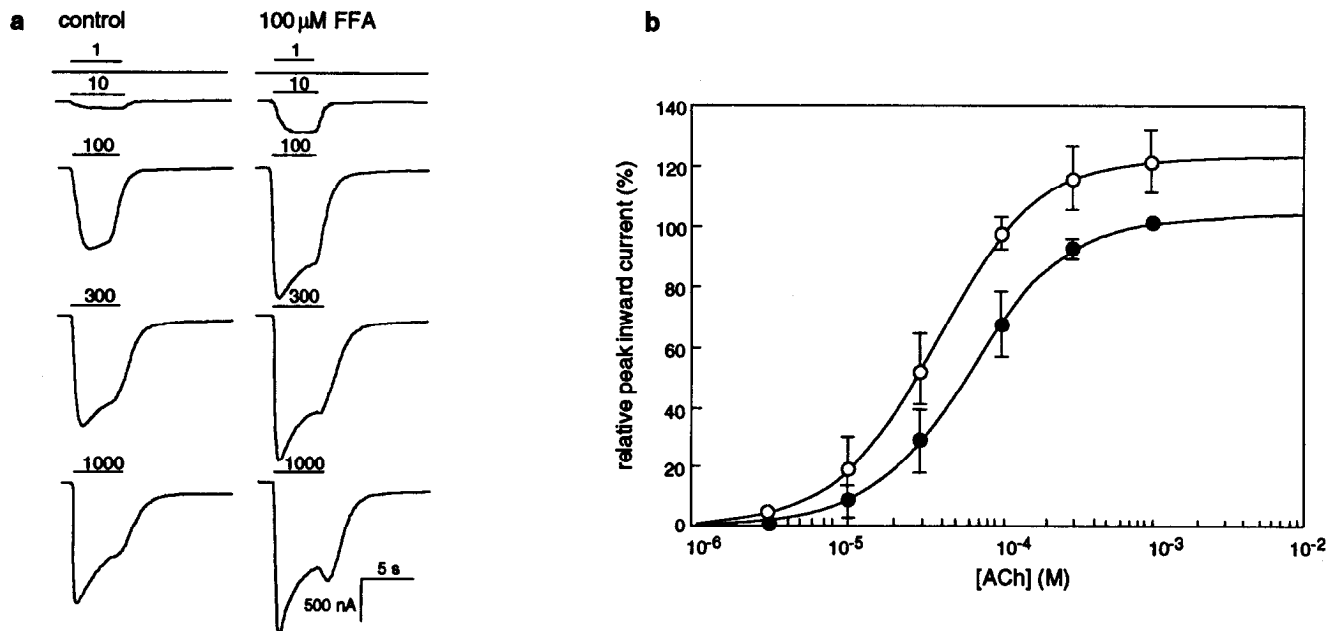 a control 100 μM FFA
1 1
10 10
100 100
300 300
1000 1000
5 s
500 nA
b
140
120
100
80
60
40
20
0
10-6 10-5 10-4 10-3 10-2
[ACh] (M)
relative peak inward current (%)